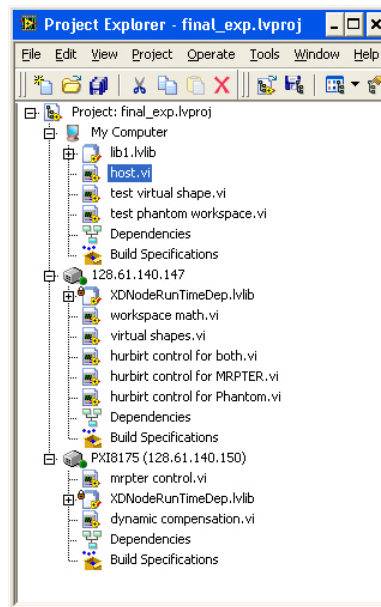 Project Explorer - final_exp.lvproj
File Edit View Project Operate Tools Window Help
Project: final_exp.lvproj
My Computer
lib1.lvlib
host.vi
test virtual shape.vi
test phantom workspace.vi
Dependencies
Build Specifications
128.61.140.147
XDNodeRunTimeDep.lvlib
workspace math.vi
virtual shapes.vi
hurbirt control for both.vi
hurbirt control for MRPTER.vi
hurbirt control for Phantom.vi
Dependencies
Build Specifications
PXI8175 (128.61.140.150)
mrpter control.vi
XDNodeRunTimeDep.lvlib
dynamic compensation.vi
Dependencies
Build Specifications